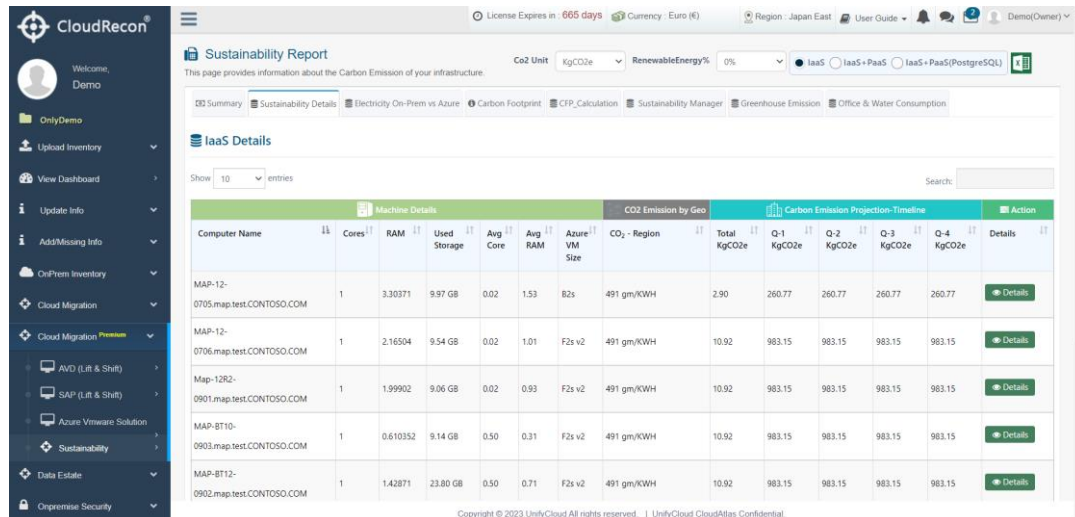 CloudRecon®
License Expires in : 665 days Currency : Euro (€) Region : Japan East User Guide 2 Demo(Owner)
Welcome,
Demo
OnlyDemo
Upload Inventory
View Dashboard
Update Info
Add/Missing Info
OnPrem Inventory
Cloud Migration
Cloud Migration Premium
AVD (Lift & Shift)
SAP (Lift & Shift)
Azure Vmware Solution
Sustainability
Data Estate
Onpremise Security
Sustainability Report
This page provides information about the Carbon Emission of your infrastructure.
Co2 Unit KgCO2e RenewableEnergy% 0% IaaS IaaS+PaaS IaaS+PaaS(PostgreSQL)
Summary Sustainability Details Electricity On-Prem vs Azure Carbon Footprint CFP_Calculation Sustainability Manager Greenhouse Emission Office & Water Consumption
IaaS Details
Show 10 entries Search:
Machine Details CO2 Emission by Geo Carbon Emission Projection-Timeline Action
Computer Name Cores RAM Used Storage Avg Core Avg RAM Azure VM Size CO₂ - Region Total KgCO2e Q-1 KgCO2e Q-2 KgCO2e Q-3 KgCO2e Q-4 KgCO2e Details
MAP-12-0705.map.test.CONTOSO.COM 1 3.30371 9.97 GB 0.02 1.53 B2s 491 gm/KWH 2.90 260.77 260.77 260.77 260.77 Details
MAP-12-0706.map.test.CONTOSO.COM 1 2.16504 9.54 GB 0.02 1.01 F2s v2 491 gm/KWH 10.92 983.15 983.15 983.15 983.15 Details
Map-12R2-0901.map.test.CONTOSO.COM 1 1.99902 9.06 GB 0.02 0.93 F2s v2 491 gm/KWH 10.92 983.15 983.15 983.15 983.15 Details
MAP-BT10-0903.map.test.CONTOSO.COM 1 0.610352 9.14 GB 0.50 0.31 F2s v2 491 gm/KWH 10.92 983.15 983.15 983.15 983.15 Details
MAP-BT12-0902.map.test.CONTOSO.COM 1 1.42871 23.80 GB 0.50 0.71 F2s v2 491 gm/KWH 10.92 983.15 983.15 983.15 983.15 Details
Copyright © 2023 UnifyCloud All rights reserved. | UnifyCloud CloudAtlas Confidential